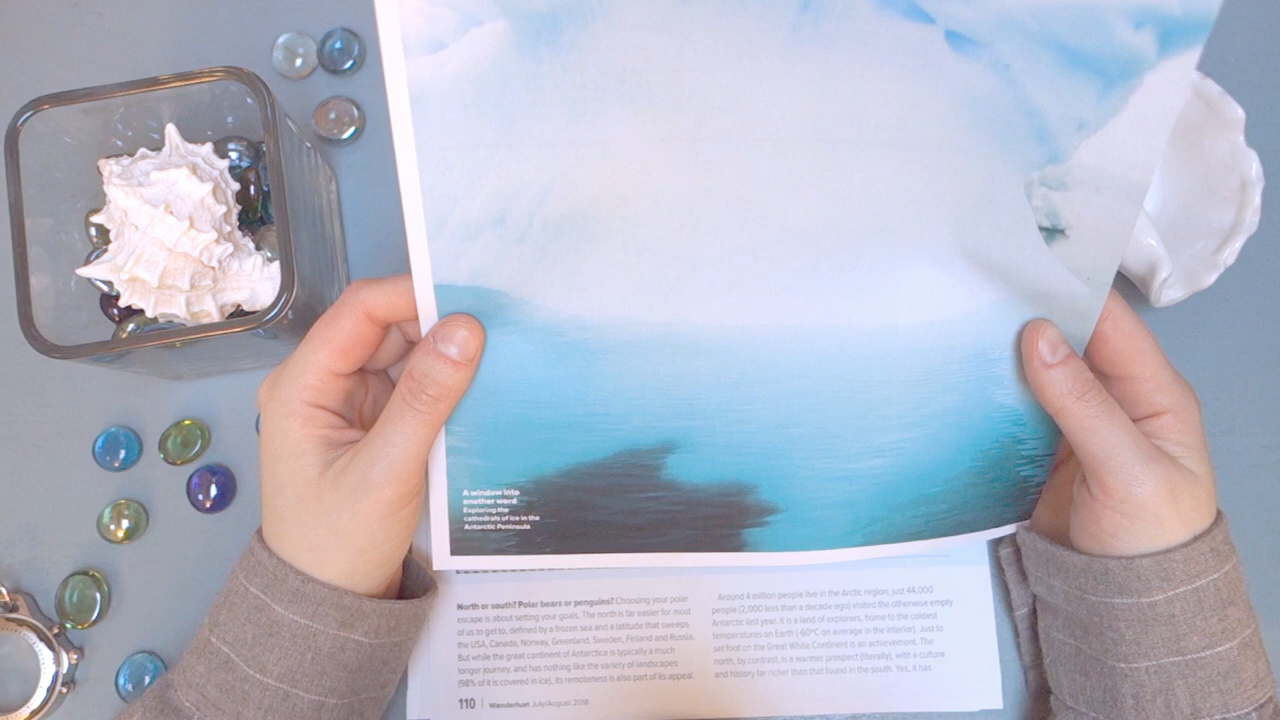 A window into
another word
Exploring the
cathedrals of ice in the
Antarctic Peninsula
North or south? Polar bears or penguins? Choosing your polar
escape is about setting your goals. The north is far easier for most
of us to get to, defined by a frozen sea and a latitude that sweeps
the USA, Canada, Norway, Greenland, Sweden, Finland and Russia.
But while the great continent of Antarctica is typically a much
longer journey, and has nothing like the variety of landscapes
(98% of it is covered in ice), its remoteness is also part of its appeal.
Around 4 million people live in the Arctic region; just 44,000
people (2,000 less than a decade ago) visited the otherwise empty
Antarctic last year. It is a land of explorers, home to the coldest
temperatures on Earth (-60°C on average in the interior). Just to
set foot on the Great White Continent is an achievement. The
north, by contrast, is a warmer prospect (literally), with a culture
and history far richer than that found in the south. Yes, it has
110 | Wanderlust July/August 2018